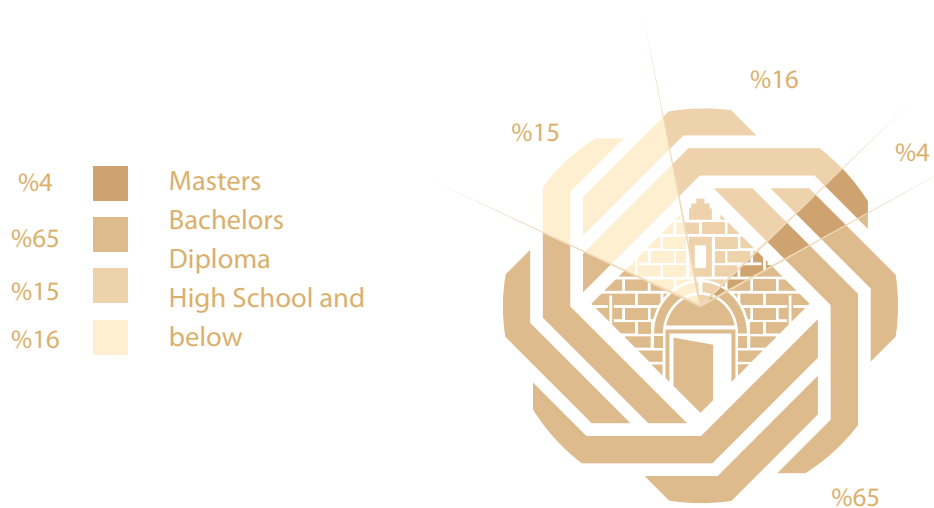 %4 Masters
%65 Bachelors
%15 Diploma
%16 High School and
below
%16
%15
%4
%65